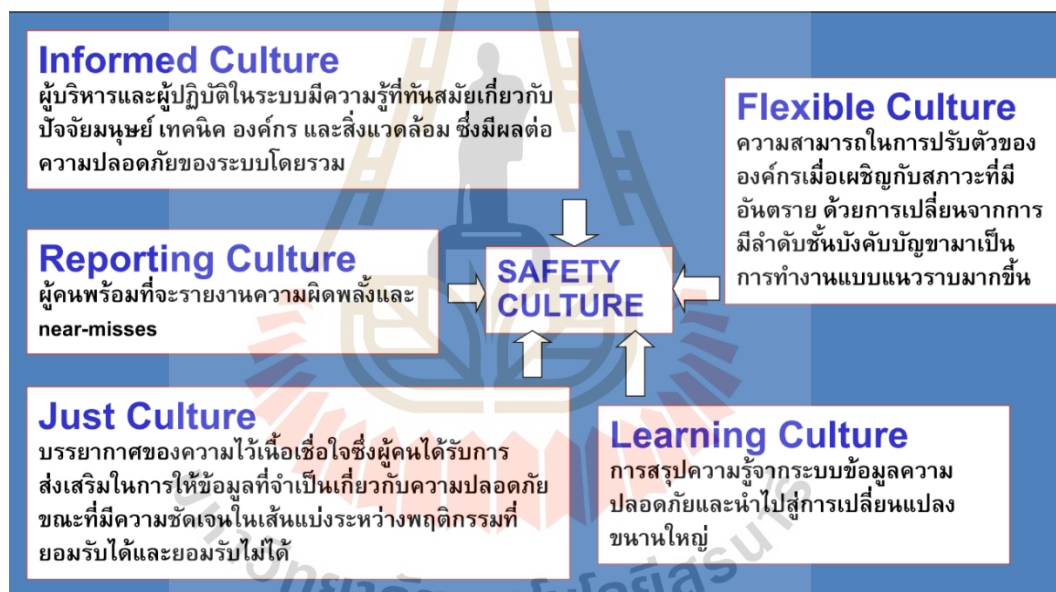 Informed Culture
ผู้บริหารและผู้ปฏิบัติในระบบมีความรู้ที่ทันสมัยเกี่ยวกับ
ปัจจัยมนุษย์ เทคนิค องค์กร และสิ่งแวดล้อม ซึ่งมีผลต่อ
ความปลอดภัยของระบบโดยรวม
Reporting Culture
ผู้คนพร้อมที่จะรายงานความผิดพลั้งและ
near-misses
Just Culture
บรรยากาศของความไว้เนื้อเชื่อใจซึ่งผู้คนได้รับการ
ส่งเสริมในการให้ข้อมูลที่จำเป็นเกี่ยวกับความปลอดภัย
ขณะที่มีความชัดเจนในเส้นแบ่งระหว่างพฤติกรรมที่
ยอมรับได้และยอมรับไม่ได้
SAFETY
CULTURE
Flexible Culture
ความสามารถในการปรับตัวของ
องค์กรเมื่อเผชิญกับสภาวะที่มี
อันตราย ด้วยการเปลี่ยนจากการ
มีลำดับชั้นบังคับบัญชามาเป็น
การทำงานแบบแนวราบมากขึ้น
Learning Culture
การสรุปความรู้จากระบบข้อมูลความ
ปลอดภัยและนำไปสู่การเปลี่ยนแปลง
ขนานใหญ่